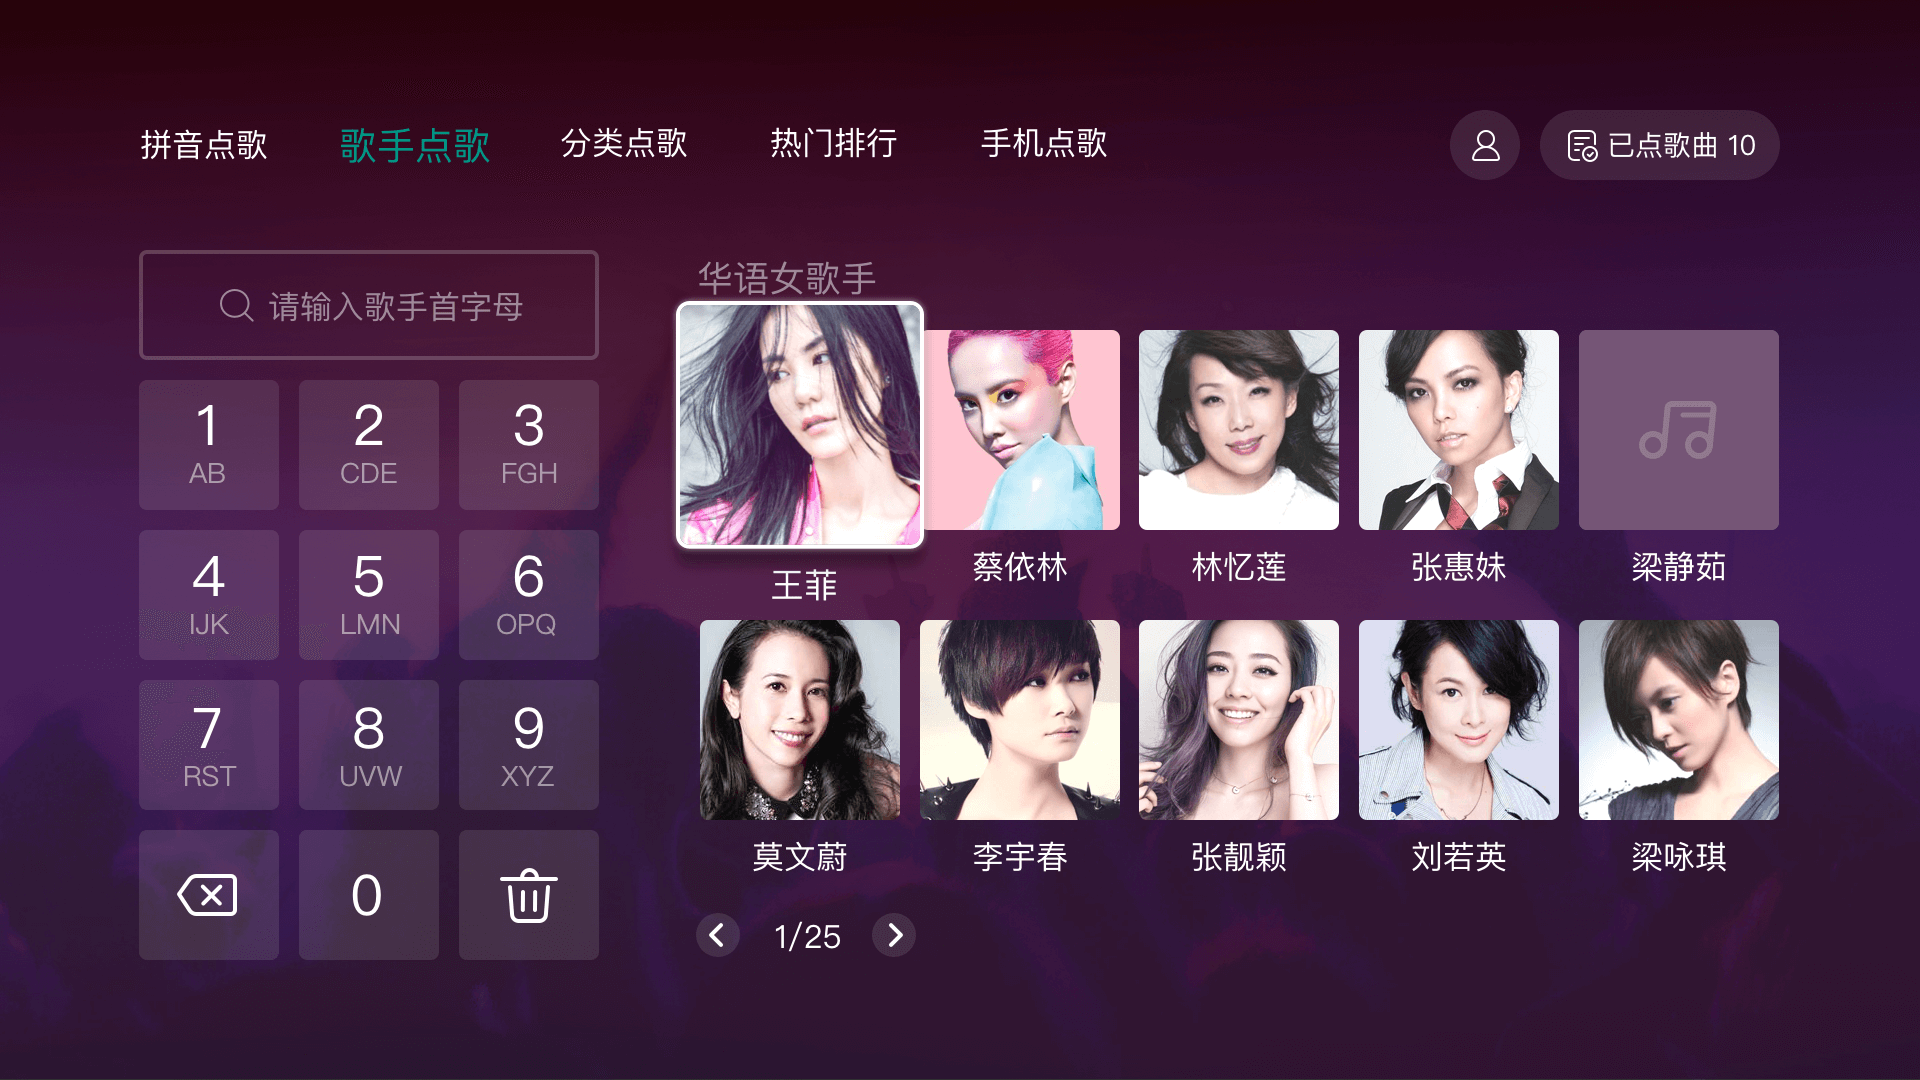 拼音点歌 歌手点歌 分类点歌 热门排行 手机点歌 已点歌曲 10
请输入歌手首字母
1 2 3
AB CDE FGH
4 5 6
IJK LMN OPQ
7 8 9
RST UVW XYZ
0
华语女歌手
王菲 蔡依林 林忆莲 张惠妹 梁静茹
莫文蔚 李宇春 张靓颖 刘若英 梁咏琪
1/25